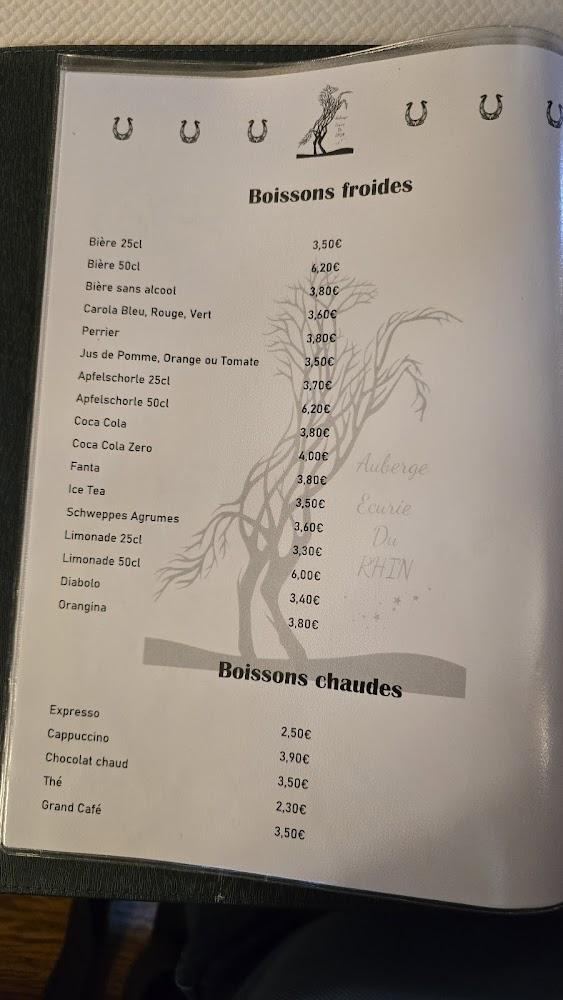 Boissons froides
Bière 25cl 3,50€
Bière 50cl 6,20€
Bière sans alcool 3,80€
Carola Bleu, Rouge, Vert 3,60€
Perrier 3,80€
Jus de Pomme, Orange ou Tomate 3,50€
Apfelschorle 25cl 3,70€
Apfelschorle 50cl 6,20€
Coca Cola 3,80€
Coca Cola Zero 4,00€
Fanta 3,80€
Ice Tea 3,50€
Schweppes Agrumes 3,60€
Limonade 25cl 3,30€
Limonade 50cl 6,00€
Diabolo 3,40€
Orangina 3,80€
Auberge
Ecurie
Du
RHIN
Boissons chaudes
Expresso 2,50€
Cappuccino 3,90€
Chocolat chaud 3,50€
Thé 2,30€
Grand Café 3,50€